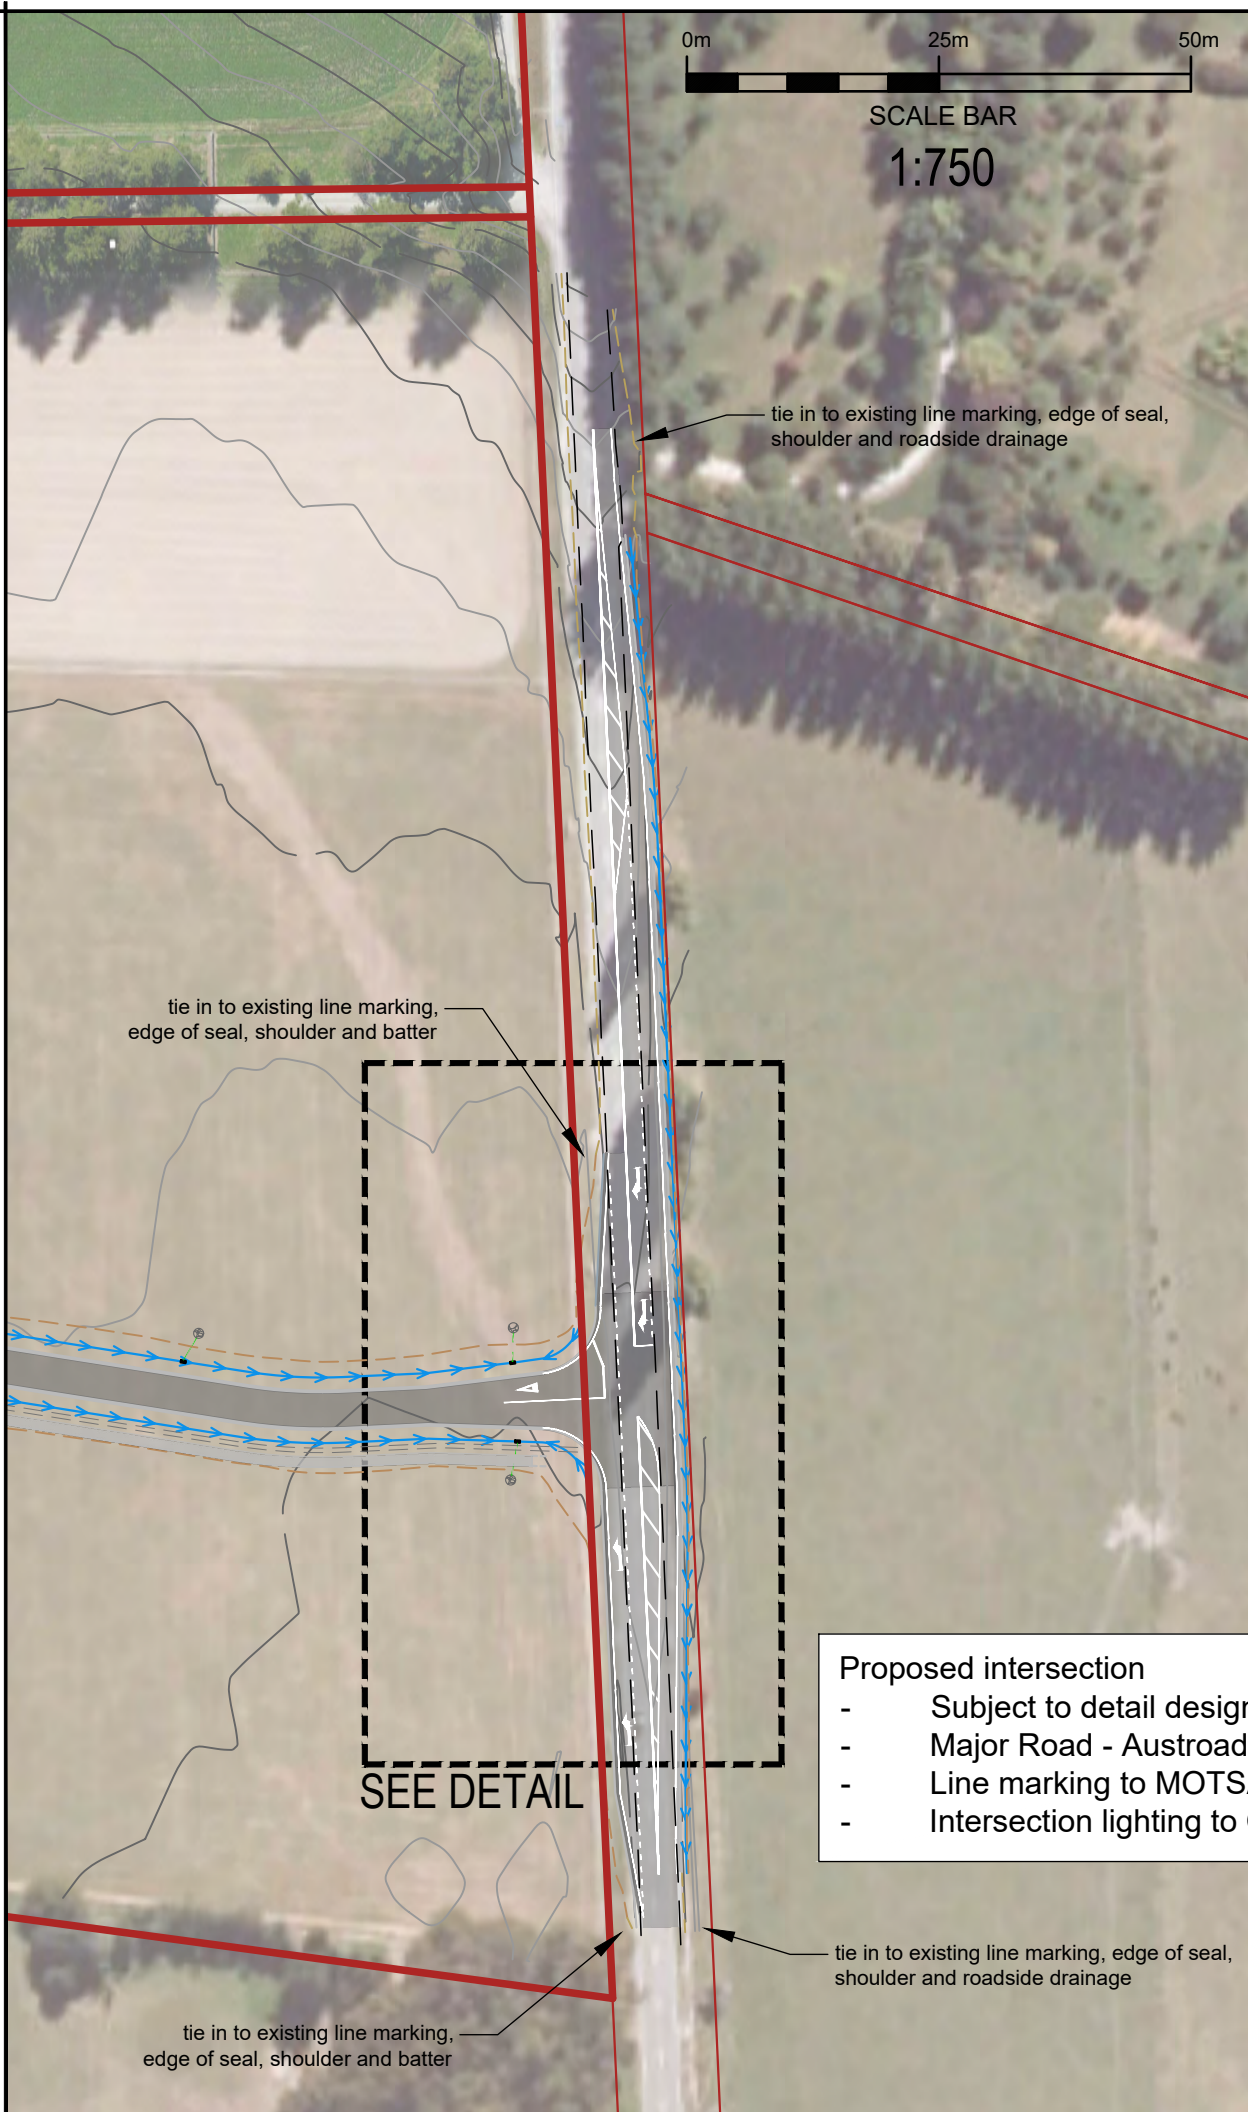 0m 25m 50m
SCALE BAR
1:750
tie in to existing line marking, edge of seal,
shoulder and roadside drainage
tie in to existing line marking,
edge of seal, shoulder and batter
SEE DETAIL
Proposed intersection
- Subject to detail design
- Major Road - Austroad
- Line marking to MOTS
- Intersection lighting to
tie in to existing line marking, edge of seal,
shoulder and roadside drainage
tie in to existing line marking,
edge of seal, shoulder and batter